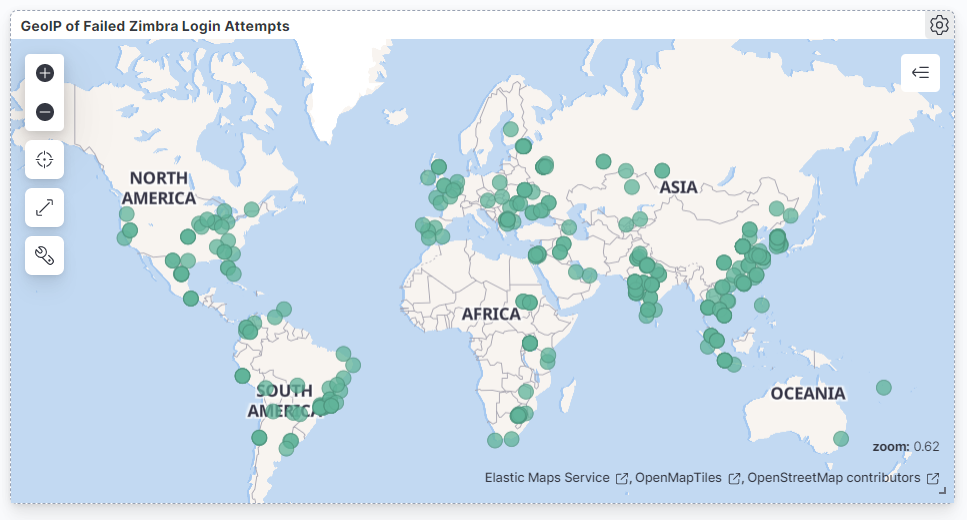 GeoIP of Failed Zimbra Login Attempts
NORTH
AMERICA
ASIA
AFRICA
SOUTH
AMERICA
OCEANIA
zoom: 0.62
Elastic Maps Service , OpenMapTiles , OpenStreetMap contributors